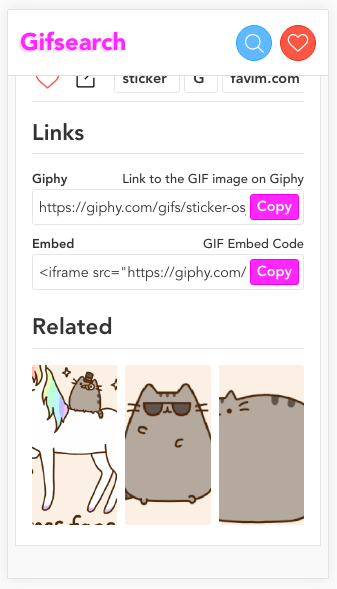 Gifsearch
sticker G favim.com
Links
Giphy Link to the GIF image on Giphy
https://giphy.com/gifs/sticker-os Copy
Embed GIF Embed Code
<iframe src="https://giphy.com/ Copy
Related